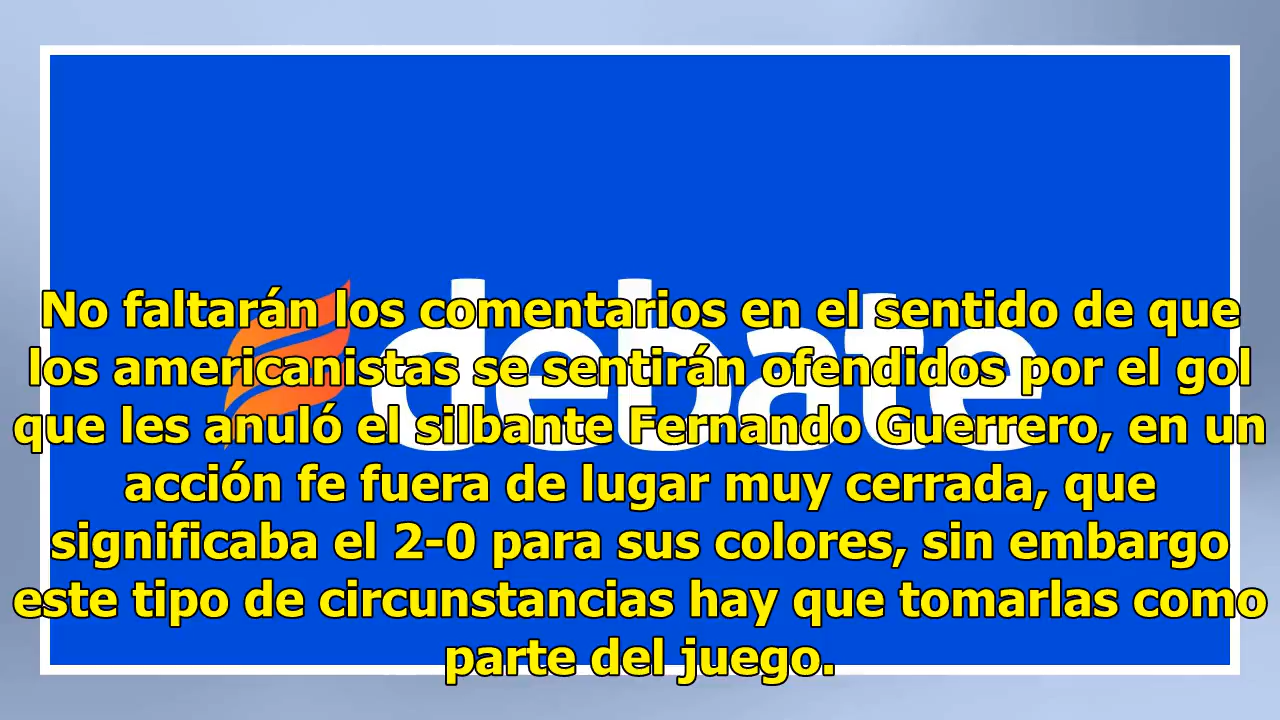 debate
No faltarán los comentarios en el sentido de que
los americanistas se sentirán ofendidos por el gol
que les anuló el silbante Fernando Guerrero, en un
acción fe fuera de lugar muy cerrada, que
significaba el 2-0 para sus colores, sin embargo
este tipo de circunstancias hay que tomarlas como
parte del juego.